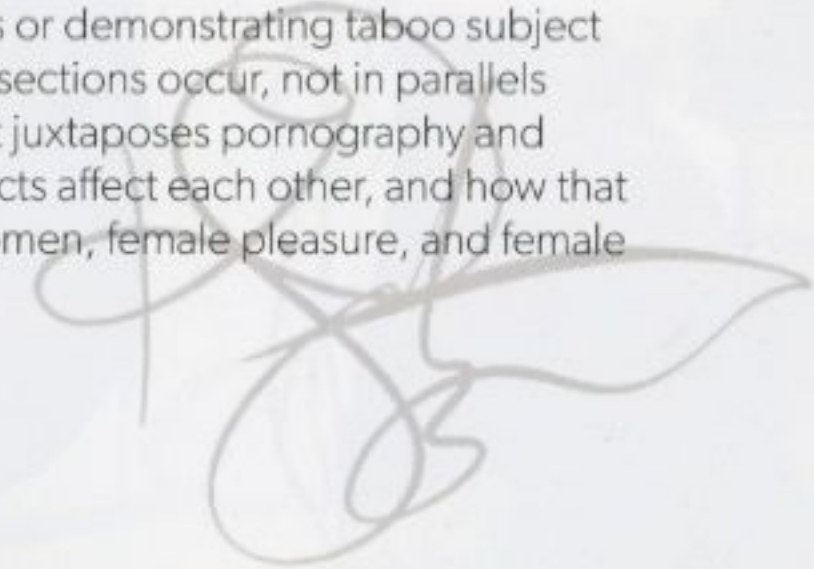 s or demonstrating taboo subject
sections occur, not in parallels
t juxtaposes pornography and
cts affect each other, and how that
men, female pleasure, and female